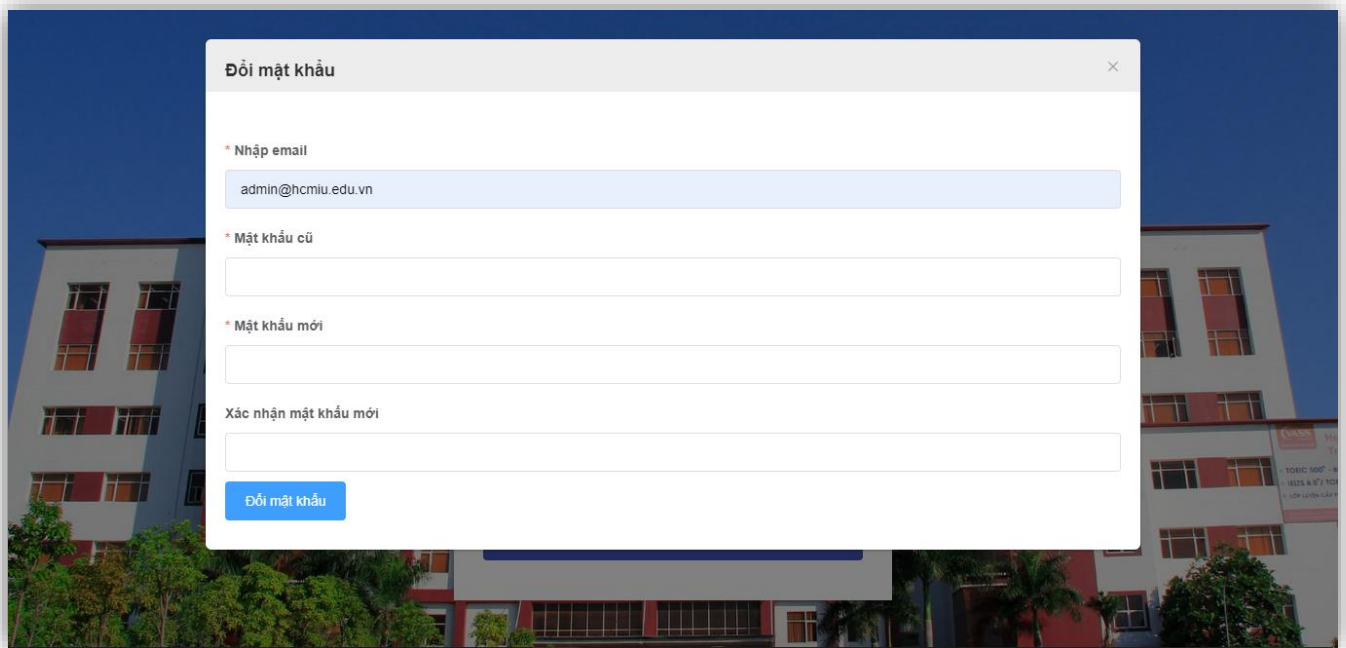 Đổi mật khẩu
* Nhập email
admin@hcmiu.edu.vn
* Mật khẩu cũ
* Mật khẩu mới
Xác nhận mật khẩu mới
Đổi mật khẩu
VASS